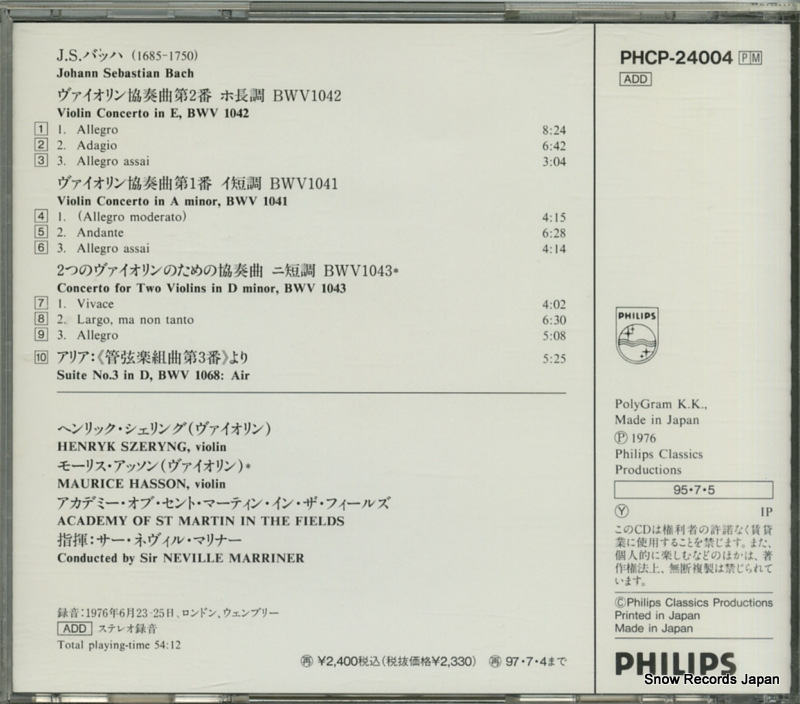 J.S.バッハ (1685-1750)
Johann Sebastian Bach
ヴァイオリン協奏曲第2番 ホ長調 BWV1042
Violin Concerto in E, BWV 1042
1 1. Allegro 8:24
2 2. Adagio 6:42
3 3. Allegro assai 3:04
ヴァイオリン協奏曲第1番 イ短調 BWV1041
Violin Concerto in A minor, BWV 1041
4 1. (Allegro moderato) 4:15
5 2. Andante 6:28
6 3. Allegro assai 4:14
2つのヴァイオリンのための協奏曲 ニ短調 BWV1043*
Concerto for Two Violins in D minor, BWV 1043
7 1. Vivace 4:02
8 2. Largo, ma non tanto 6:30
9 3. Allegro 5:08
10 アリア:《管弦楽組曲第3番》より 5:25
Suite No.3 in D, BWV 1068: Air
ヘンリック・シェリング(ヴァイオリン)
HENRYK SZERYNG, violin
モーリス・アッソン(ヴァイオリン)*
MAURICE HASSON, violin
アカデミー・オブ・セント・マーティン・イン・ザ・フィールズ
ACADEMY OF ST MARTIN IN THE FIELDS
指揮:サー・ネヴィル・マリナー
Conducted by Sir NEVILLE MARRINER
録音:1976年6月23-25日、ロンドン、ウェンブリー
ADD ステレオ録音
Total playing-time 54:12
再 ¥2,400税込(税抜価格¥2,330) 再 97・7・4まで
PHCP-24004 PM
ADD
PHILIPS
PolyGram K.K.,
Made in Japan
Ⓟ 1976
Philips Classics
Productions
95・7・5
Ⓨ IP
このCDは権利者の許諾なく賃貸
業に使用することを禁じます。また、
個人的に楽しむなどのほかは、著
作権法上、無断複製は禁じられて
います。
©Philips Classics Productions
Printed in Japan
Made in Japan
PHILIPS
Snow Records Japan